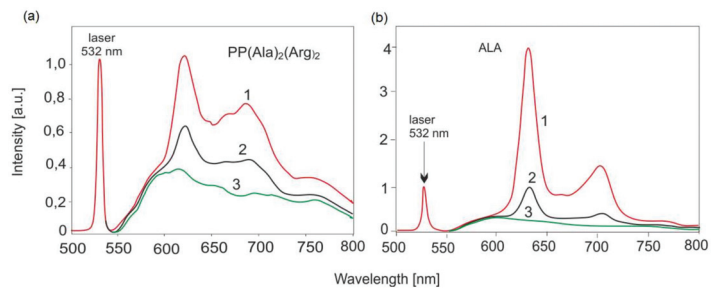 (a)
laser
532 nm
PP(Ala)₂(Arg)₂
1,0
0,8
0,6
0,4
0,2
0
1
2
3
500 550 600 650 700 750 800
Intensity [a.u.]
(b)
ALA
4
3
2
1
0
laser
532 nm
1
2
3
500 550 600 650 700 750 800
Wavelength [nm]